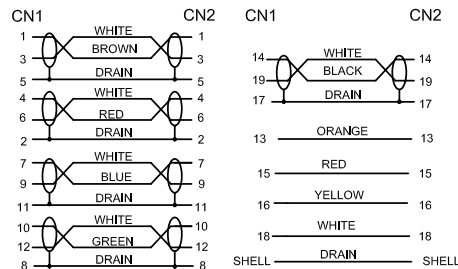 CN1 CN2
1 WHITE 1
3 BROWN 3
5 DRAIN 5
4 WHITE 4
6 RED 6
2 DRAIN 2
7 WHITE 7
9 BLUE 9
11 DRAIN 11
10 WHITE 10
12 GREEN 12
8 DRAIN 8
CN1 CN2
14 WHITE 14
19 BLACK 19
17 DRAIN 17
13 ORANGE 13
15 RED 15
16 YELLOW 16
18 WHITE 18
SHELL DRAIN SHELL